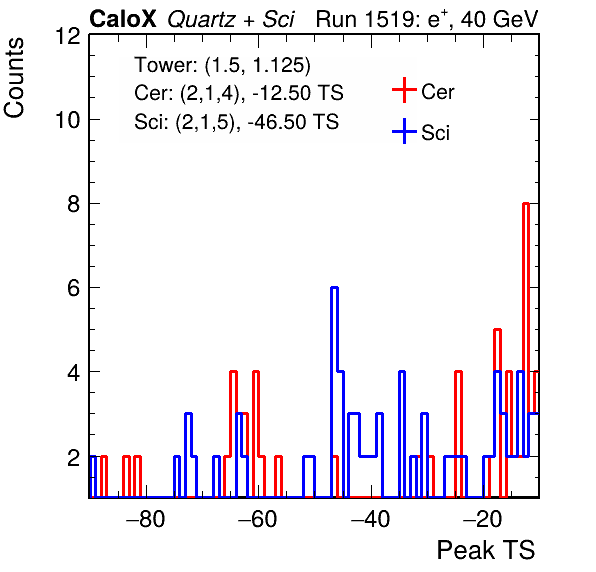 CaloX Quartz + Sci Run 1519: e+, 40 GeV
Counts
12
10
8
6
4
2
Tower: (1.5, 1.125)
Cer: (2,1,4), -12.50 TS
Sci: (2,1,5), -46.50 TS
Cer
Sci
−80 −60 −40 −20
Peak TS